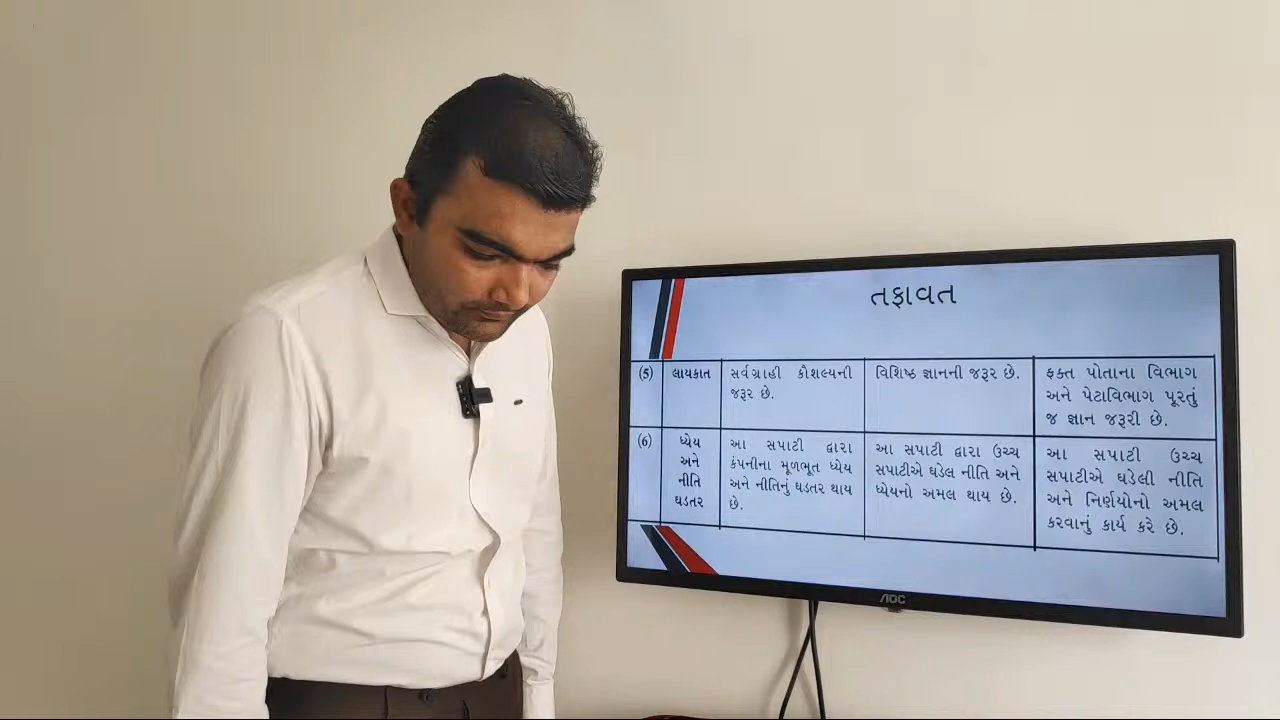 તફાવત
(5) લાયકાત
સર્વગ્રાહી કૌશલ્યની
જરૂર છે.
વિશિષ્ઠ જ્ઞાનની જરૂર છે.
ફક્ત પોતાના વિભાગ
અને પેટાવિભાગ પૂરતું
જ જ્ઞાન જરૂરી છે.
(6) ધ્યેય
અને
નીતિ
ઘડતર
આ સપાટી દ્વારા
કંપનીના મૂળભૂત ધ્યેય
અને નીતિનું ઘડતર થાય
છે.
આ સપાટી દ્વારા ઉચ્ચ
સપાટીએ ઘડેલ નીતિ અને
ધ્યેયનો અમલ થાય છે.
આ સપાટી ઉચ્ચ
સપાટીએ ઘડેલી નીતિ
અને નિર્ણયોનો અમલ
કરવાનું કાર્ય કરે છે.
AOC